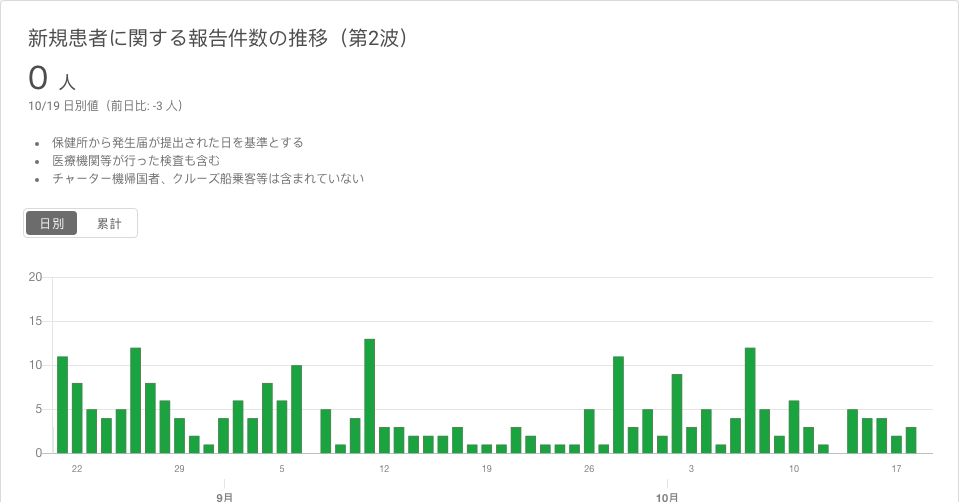 新規患者に関する報告件数の推移（第2波）
0 人
10/19 日別値（前日比: -3 人）
保健所から発生届が提出された日を基準とする
医療機関等が行った検査も含む
チャーター機帰国者、クルーズ船乗客等は含まれていない
日別 累計
20
15
10
5
0
22 29 5 12 19 26 3 10 17
9月 10月